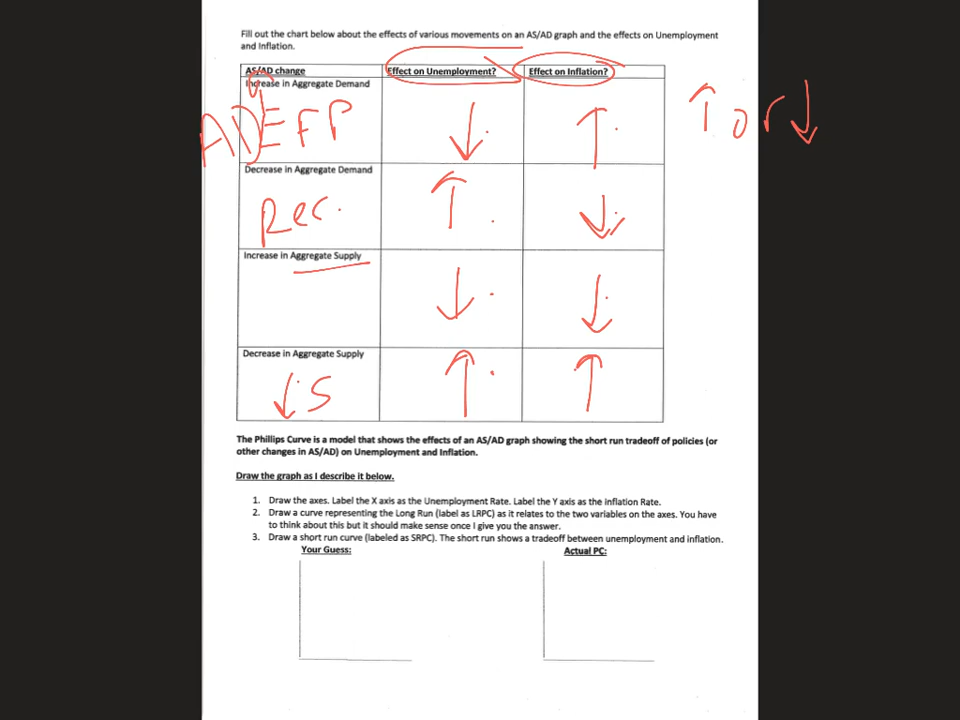 Fill out the chart below about the effects of various movements on an AS/AD graph and the effects on Unemployment
and Inflation.
AS/AD change Effect on Unemployment? Effect on Inflation?
Increase in Aggregate Demand
ADEFP ↓ ↑ ↑ or ↓
Decrease in Aggregate Demand
Rec. ↑ ↓
Increase in Aggregate Supply
↓ ↓
Decrease in Aggregate Supply
↓ S ↑ ↑
The Phillips Curve is a model that shows the effects of an AS/AD graph showing the short run tradeoff of policies (or
other changes in AS/AD) on Unemployment and Inflation.
Draw the graph as I describe it below.
1. Draw the axes. Label the X axis as the Unemployment Rate. Label the Y axis as the Inflation Rate.
2. Draw a curve representing the Long Run (label as LRPC) as it relates to the two variables on the axes. You have
to think about this but it should make sense once I give you the answer.
3. Draw a short run curve (labeled as SRPC). The short run shows a tradeoff between unemployment and inflation.
Your Guess: Actual PC: